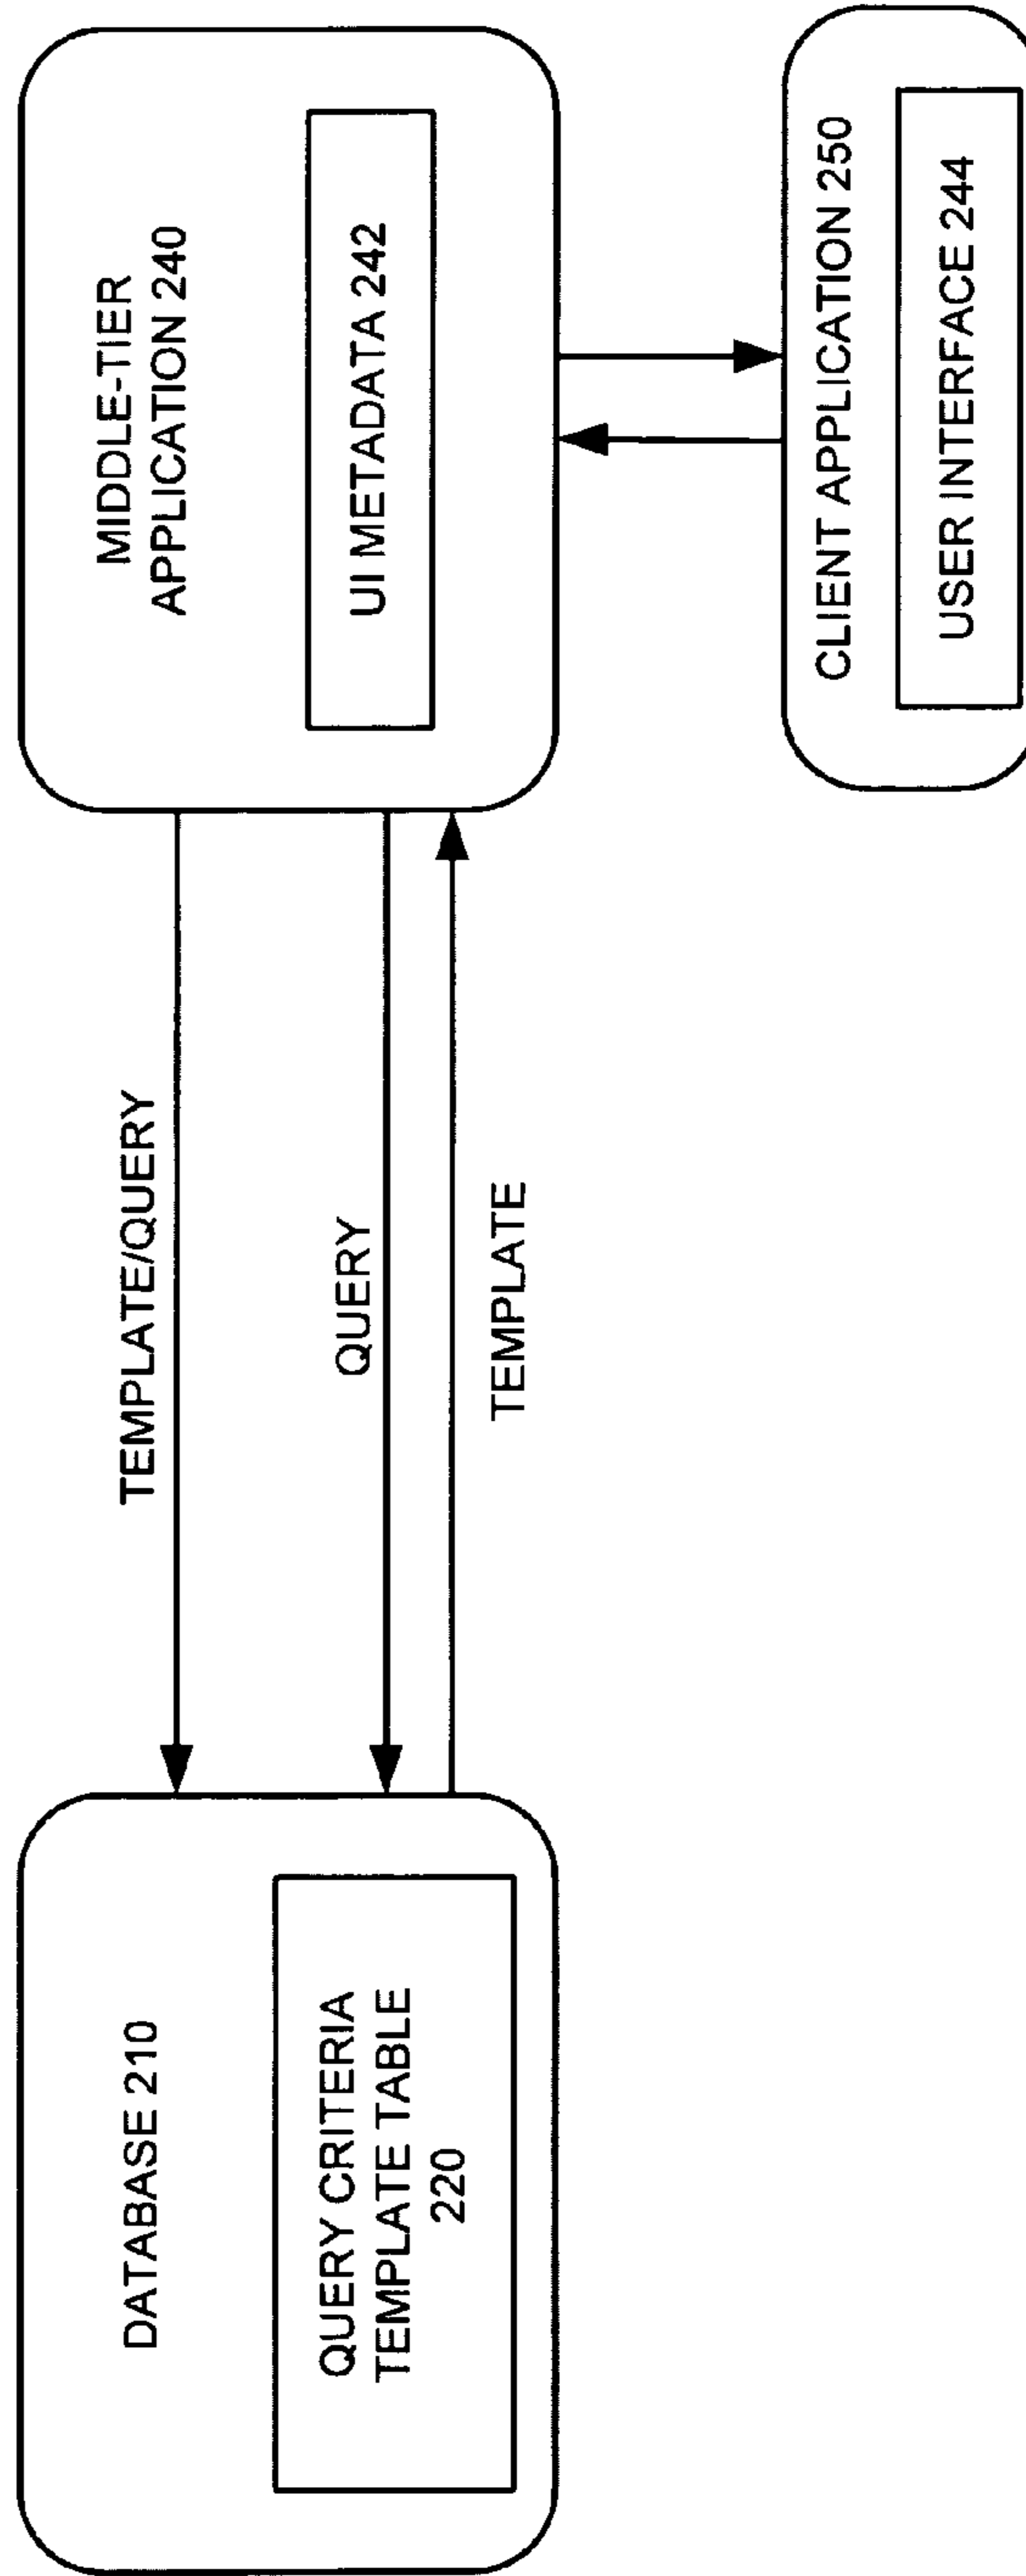 DATABASE 210
QUERY CRITERIA
TEMPLATE TABLE
220
TEMPLATE/QUERY
QUERY
TEMPLATE
MIDDLE-TIER
APPLICATION 240
UI METADATA 242
CLIENT APPLICATION 250
USER INTERFACE 244